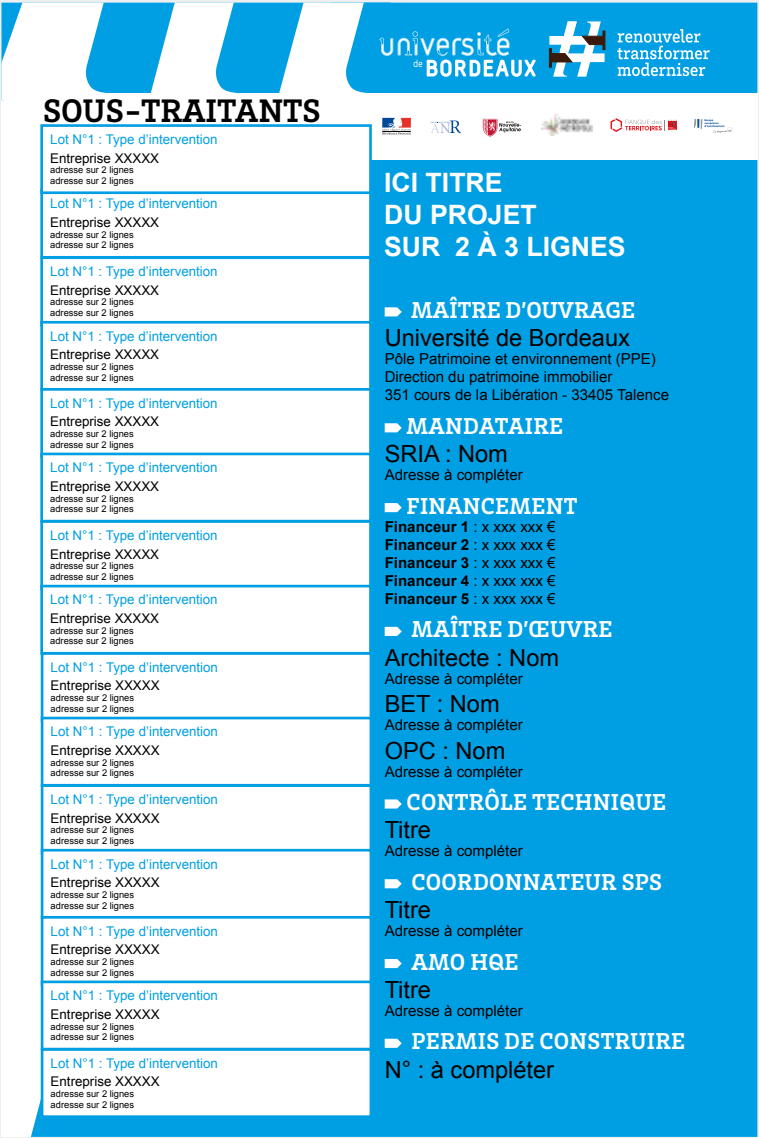 université
de BORDEAUX
renouveler
transformer
moderniser
SOUS-TRAITANTS
ANR
Nouvelle-
Aquitaine
BANQUE des
TERRITOIRES
Lot N°1 : Type d'intervention
Entreprise XXXXX
adresse sur 2 lignes
adresse sur 2 lignes
Lot N°1 : Type d'intervention
Entreprise XXXXX
adresse sur 2 lignes
adresse sur 2 lignes
Lot N°1 : Type d'intervention
Entreprise XXXXX
adresse sur 2 lignes
adresse sur 2 lignes
Lot N°1 : Type d'intervention
Entreprise XXXXX
adresse sur 2 lignes
adresse sur 2 lignes
Lot N°1 : Type d'intervention
Entreprise XXXXX
adresse sur 2 lignes
adresse sur 2 lignes
Lot N°1 : Type d'intervention
Entreprise XXXXX
adresse sur 2 lignes
adresse sur 2 lignes
Lot N°1 : Type d'intervention
Entreprise XXXXX
adresse sur 2 lignes
adresse sur 2 lignes
Lot N°1 : Type d'intervention
Entreprise XXXXX
adresse sur 2 lignes
adresse sur 2 lignes
Lot N°1 : Type d'intervention
Entreprise XXXXX
adresse sur 2 lignes
adresse sur 2 lignes
Lot N°1 : Type d'intervention
Entreprise XXXXX
adresse sur 2 lignes
adresse sur 2 lignes
Lot N°1 : Type d'intervention
Entreprise XXXXX
adresse sur 2 lignes
adresse sur 2 lignes
Lot N°1 : Type d'intervention
Entreprise XXXXX
adresse sur 2 lignes
adresse sur 2 lignes
Lot N°1 : Type d'intervention
Entreprise XXXXX
adresse sur 2 lignes
adresse sur 2 lignes
Lot N°1 : Type d'intervention
Entreprise XXXXX
adresse sur 2 lignes
adresse sur 2 lignes
Lot N°1 : Type d'intervention
Entreprise XXXXX
adresse sur 2 lignes
adresse sur 2 lignes
ICI TITRE
DU PROJET
SUR 2 À 3 LIGNES
MAÎTRE D'OUVRAGE
Université de Bordeaux
Pôle Patrimoine et environnement (PPE)
Direction du patrimoine immobilier
351 cours de la Libération - 33405 Talence
MANDATAIRE
SRIA : Nom
Adresse à compléter
FINANCEMENT
Financeur 1 : x xxx xxx €
Financeur 2 : x xxx xxx €
Financeur 3 : x xxx xxx €
Financeur 4 : x xxx xxx €
Financeur 5 : x xxx xxx €
MAÎTRE D'ŒUVRE
Architecte : Nom
Adresse à compléter
BET : Nom
Adresse à compléter
OPC : Nom
Adresse à compléter
CONTRÔLE TECHNIQUE
Titre
Adresse à compléter
COORDONNATEUR SPS
Titre
Adresse à compléter
AMO HQE
Titre
Adresse à compléter
PERMIS DE CONSTRUIRE
N° : à compléter